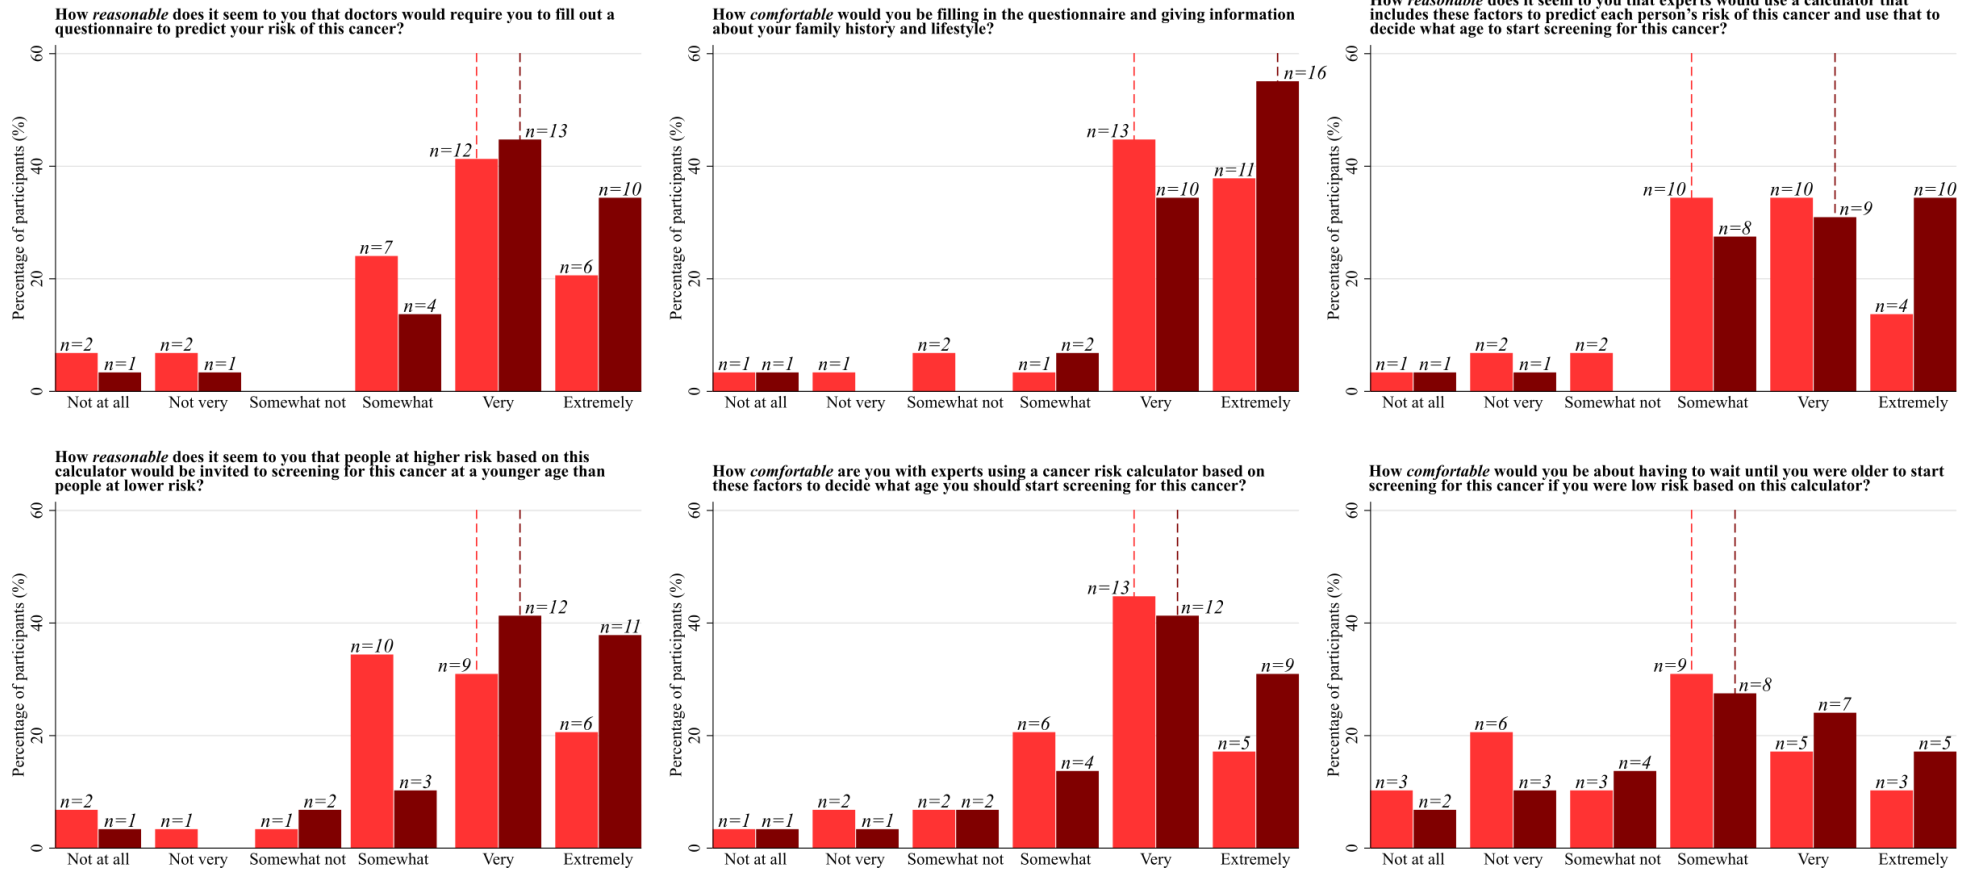 How reasonable does it seem to you that doctors would require you to fill out a
questionnaire to predict your risk of this cancer?
Percentage of participants (%)
60
40
20
0
n=2
n=1
n=2
n=1
n=7
n=4
n=12
n=13
n=6
n=10
Not at all
Not very
Somewhat not
Somewhat
Very
Extremely
How comfortable would you be filling in the questionnaire and giving information
about your family history and lifestyle?
Percentage of participants (%)
60
40
20
0
n=1
n=1
n=1
n=2
n=1
n=2
n=13
n=10
n=11
n=16
Not at all
Not very
Somewhat not
Somewhat
Very
Extremely
How reasonable does it seem to you that experts would use a calculator that
includes these factors to predict each person's risk of this cancer and use that to
decide what age to start screening for this cancer?
Percentage of participants (%)
60
40
20
0
n=1
n=1
n=2
n=1
n=2
n=10
n=8
n=10
n=9
n=4
n=10
Not at all
Not very
Somewhat not
Somewhat
Very
Extremely
How reasonable does it seem to you that people at higher risk based on this
calculator would be invited to screening for this cancer at a younger age than
people at lower risk?
Percentage of participants (%)
60
40
20
0
n=2
n=1
n=1
n=1
n=2
n=10
n=3
n=9
n=12
n=6
n=11
Not at all
Not very
Somewhat not
Somewhat
Very
Extremely
How comfortable are you with experts using a cancer risk calculator based on
these factors to decide what age you should start screening for this cancer?
Percentage of participants (%)
60
40
20
0
n=1
n=1
n=2
n=1
n=2
n=2
n=6
n=4
n=13
n=12
n=5
n=9
Not at all
Not very
Somewhat not
Somewhat
Very
Extremely
How comfortable would you be about having to wait until you were older to start
screening for this cancer if you were low risk based on this calculator?
Percentage of participants (%)
60
40
20
0
n=3
n=2
n=6
n=3
n=3
n=4
n=9
n=8
n=5
n=7
n=3
n=5
Not at all
Not very
Somewhat not
Somewhat
Very
Extremely